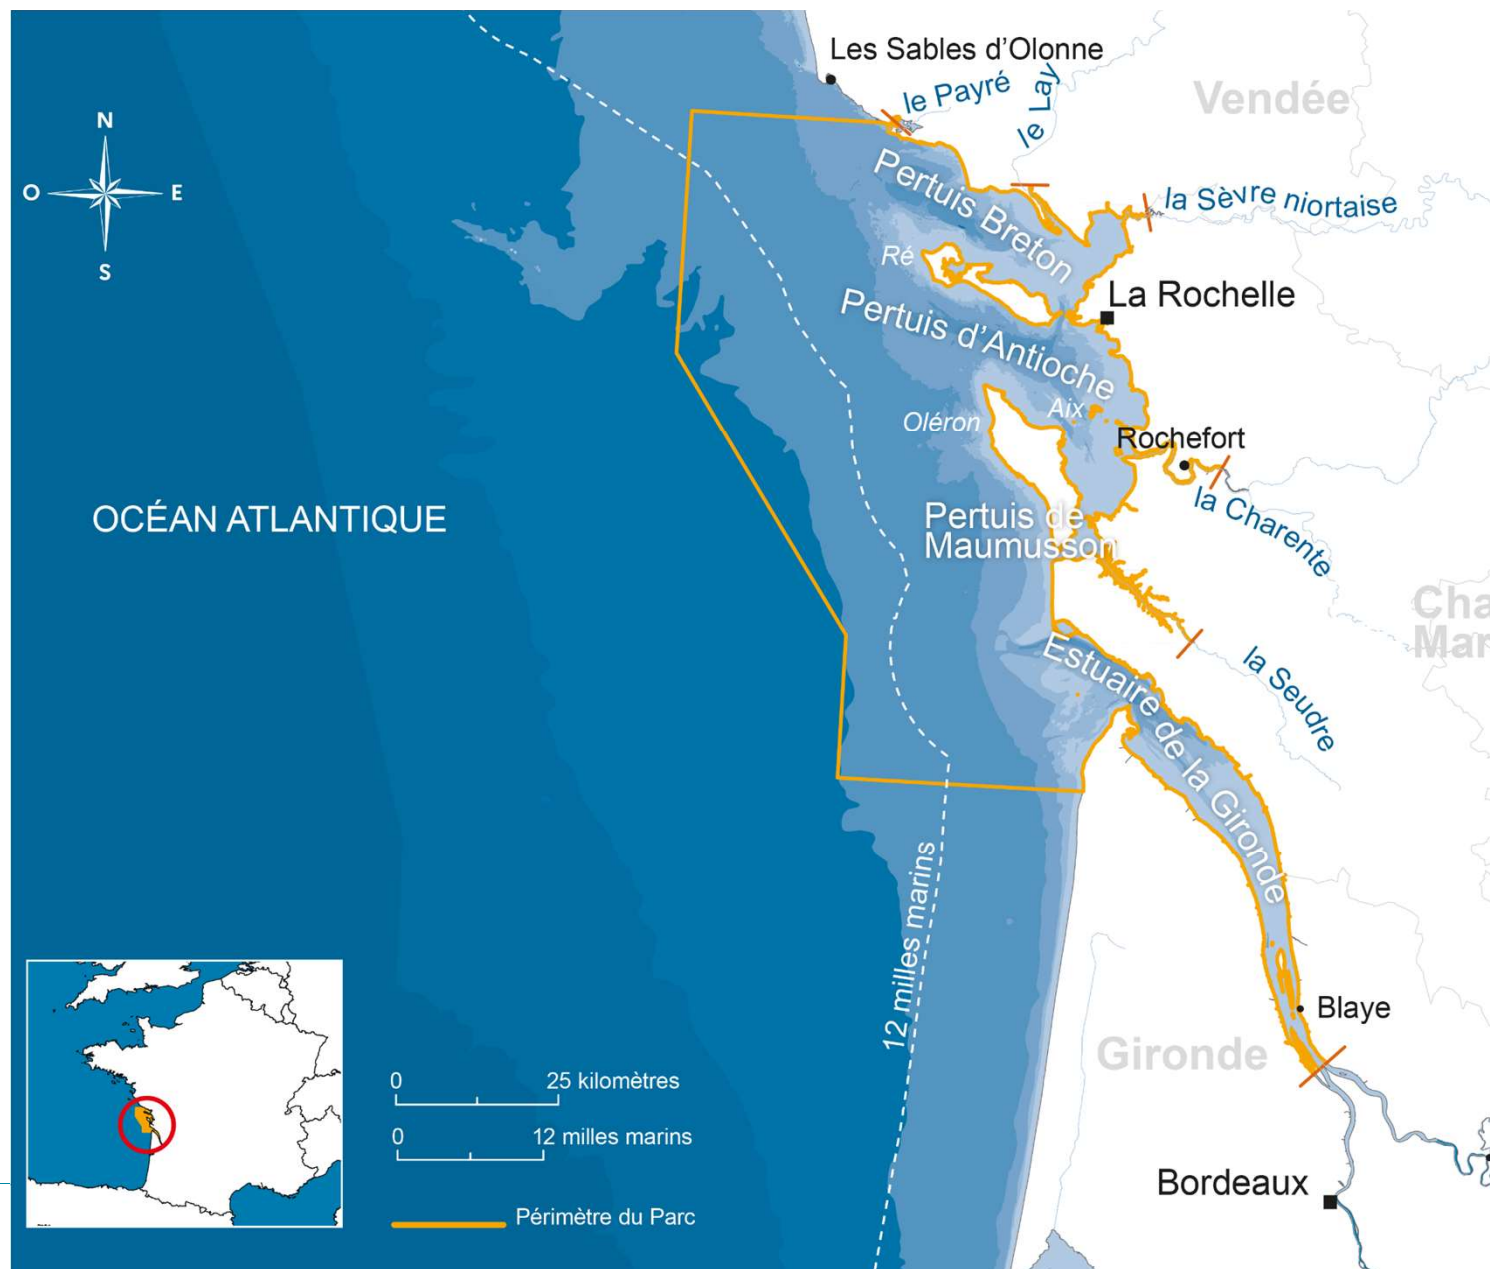 Les Sables d'Olonne
le Payré
le Lay
Vendée
la Sèvre niortaise
Pertuis Breton
N
O
E
S
Ré
La Rochelle
Pertuis d'Antioche
Aix
Oléron
Rochefort
la Charente
OCÉAN ATLANTIQUE
Pertuis de
Maumusson
Cha
Mar
Estuaire de la Gironde
la Seudre
12 milles marins
Blaye
Gironde
0
25 kilomètres
0
12 milles marins
Bordeaux
Périmètre du Parc